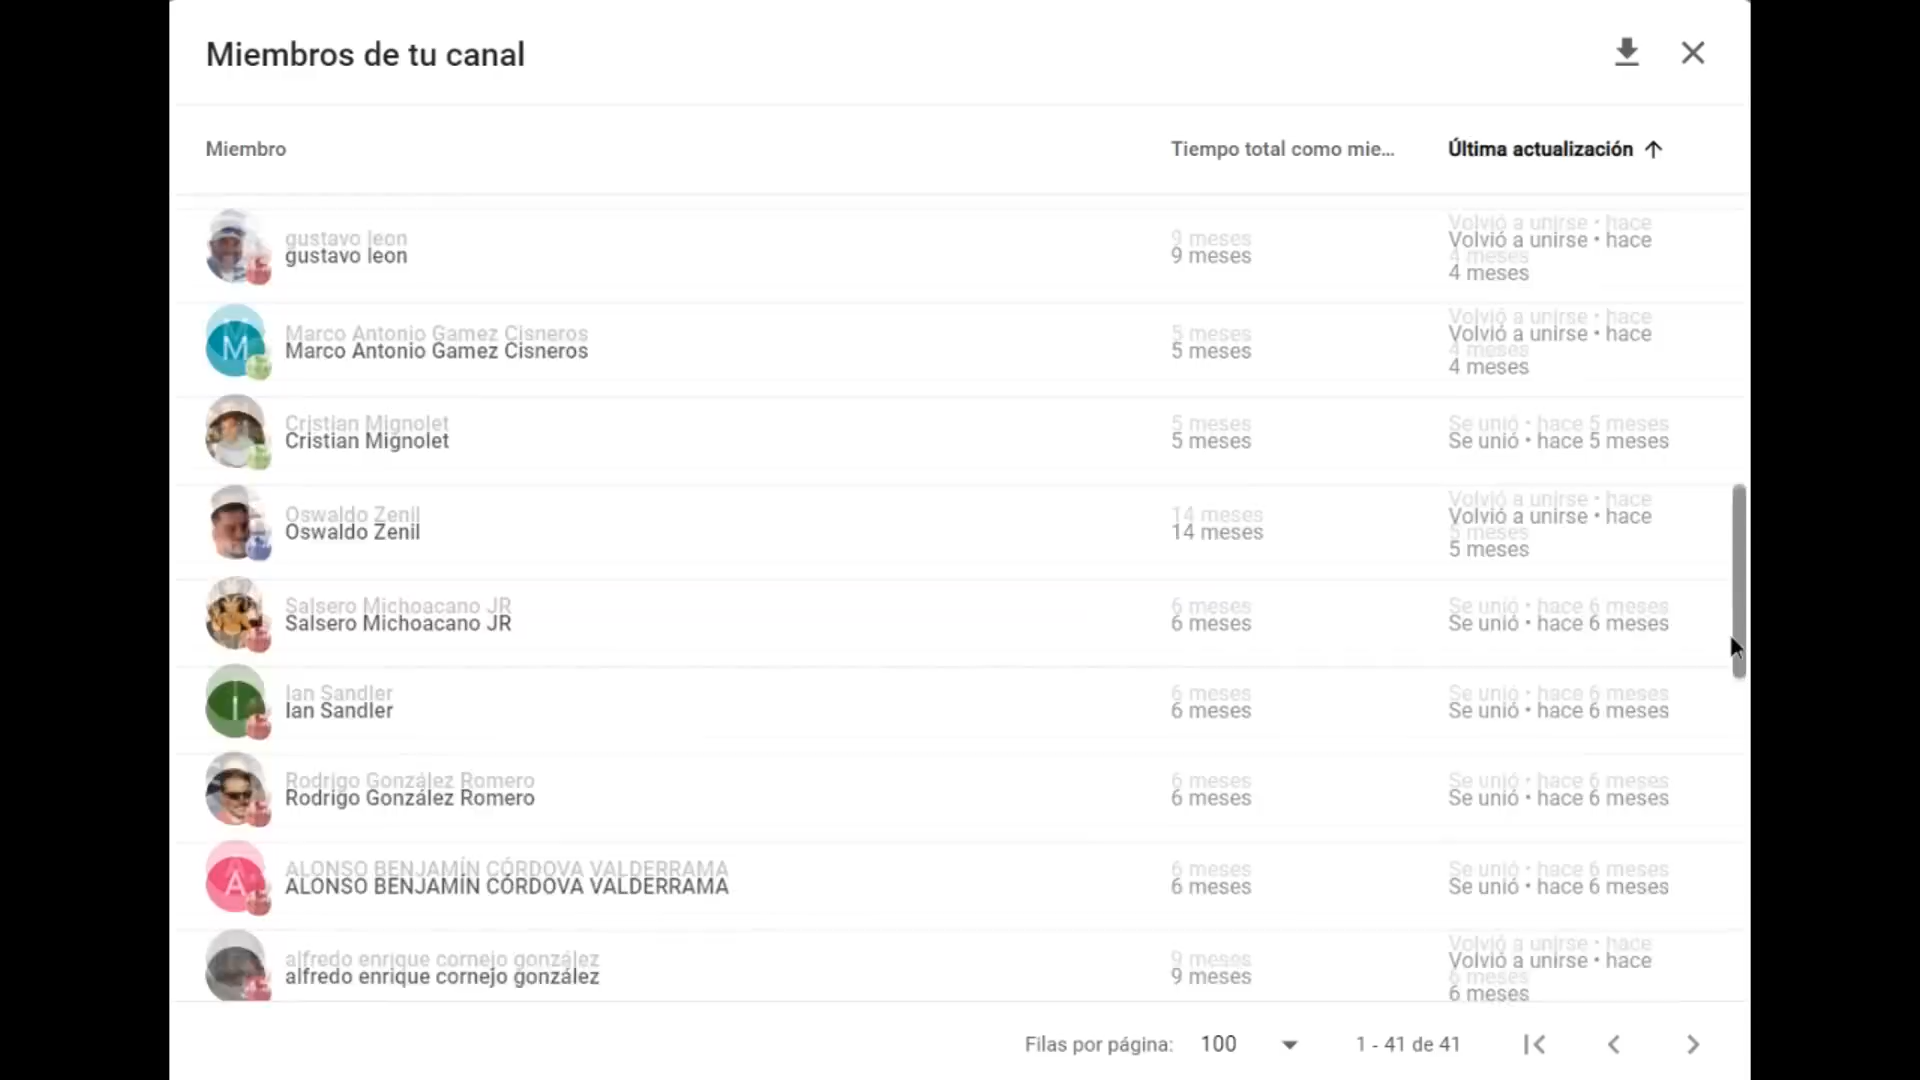 Miembros de tu canal
Miembro
Tiempo total como mie...
Última actualización
gustavo leon
9 meses
Volvió a unirse • hace
4 meses
M
Marco Antonio Gamez Cisneros
5 meses
Volvió a unirse • hace
4 meses
Cristian Mignolet
5 meses
Se unió • hace 5 meses
Oswaldo Zenil
14 meses
Volvió a unirse • hace
5 meses
Salsero Michoacano JR
6 meses
Se unió • hace 6 meses
I
Ian Sandler
6 meses
Se unió • hace 6 meses
Rodrigo González Romero
6 meses
Se unió • hace 6 meses
A
ALONSO BENJAMÍN CÓRDOVA VALDERRAMA
6 meses
Se unió • hace 6 meses
alfredo enrique cornejo gonzález
9 meses
Volvió a unirse • hace
6 meses
Filas por página: 100
1 - 41 de 41